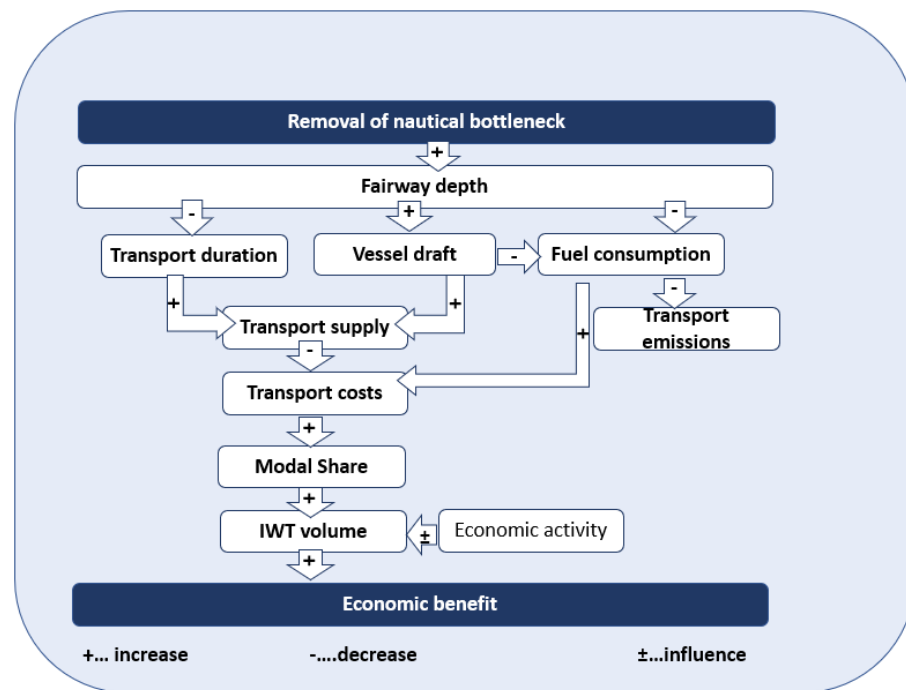 Removal of nautical bottleneck
+
Fairway depth
-
+
-
Transport duration
Vessel draft
-
Fuel consumption
+
+
-
Transport supply
+
Transport
emissions
-
Transport costs
+
Modal Share
+
IWT volume
±
Economic activity
+
Economic benefit
+... increase
-....decrease
±...influence